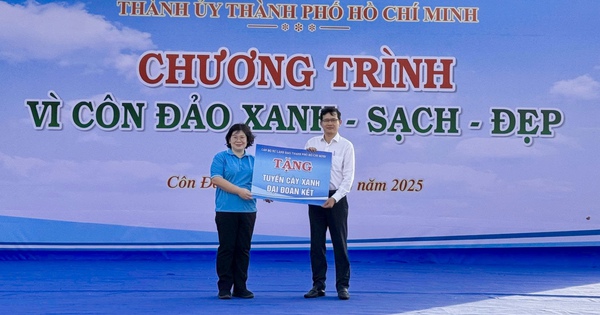 THÀNH ỦY THÀNH PHỐ HỒ CHÍ MINH
CHƯƠNG TRÌNH
VÌ CÔN ĐẢO XANH - SẠCH - ĐẸP
TẶNG
TUYẾN CÂY XANH
ĐẠI ĐOÀN KẾT
Côn Đ
năm 2025